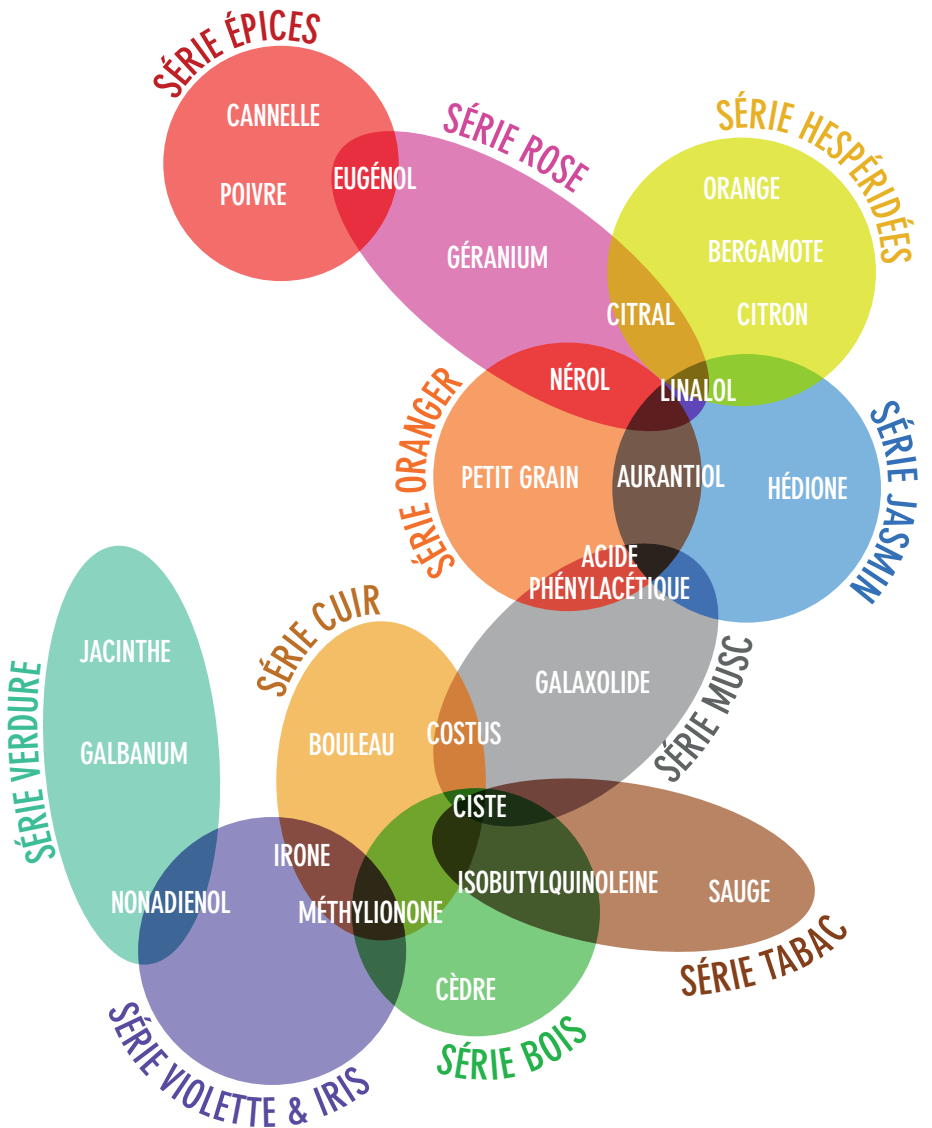 SÉRIE ÉPICES
CANNELLE
POIVRE
EUGÉNOL
SÉRIE ROSE
GÉRANIUM
SÉRIE HESPÉRIDÉES
ORANGE
BERGAMOTE
CITRAL
CITRON
NÉROL
LINALOL
SÉRIE ORANGER
PETIT GRAIN
AURANTIOL
HÉDIONE
SÉRIE JASMIN
ACIDE
PHÉNYLACÉTIQUE
SÉRIE CUIR
JACINTHE
GALAXOLIDE
SÉRIE MUSC
SÉRIE VERDURE
GALBANUM
BOULEAU
COSTUS
CISTE
IRONE
ISOBUTYLQUINOLEINE
SAUGE
NONADIENOL
MÉTHYLIONONE
SÉRIE TABAC
CÈDRE
SÉRIE BOIS
SÉRIE VIOLETTE & IRIS